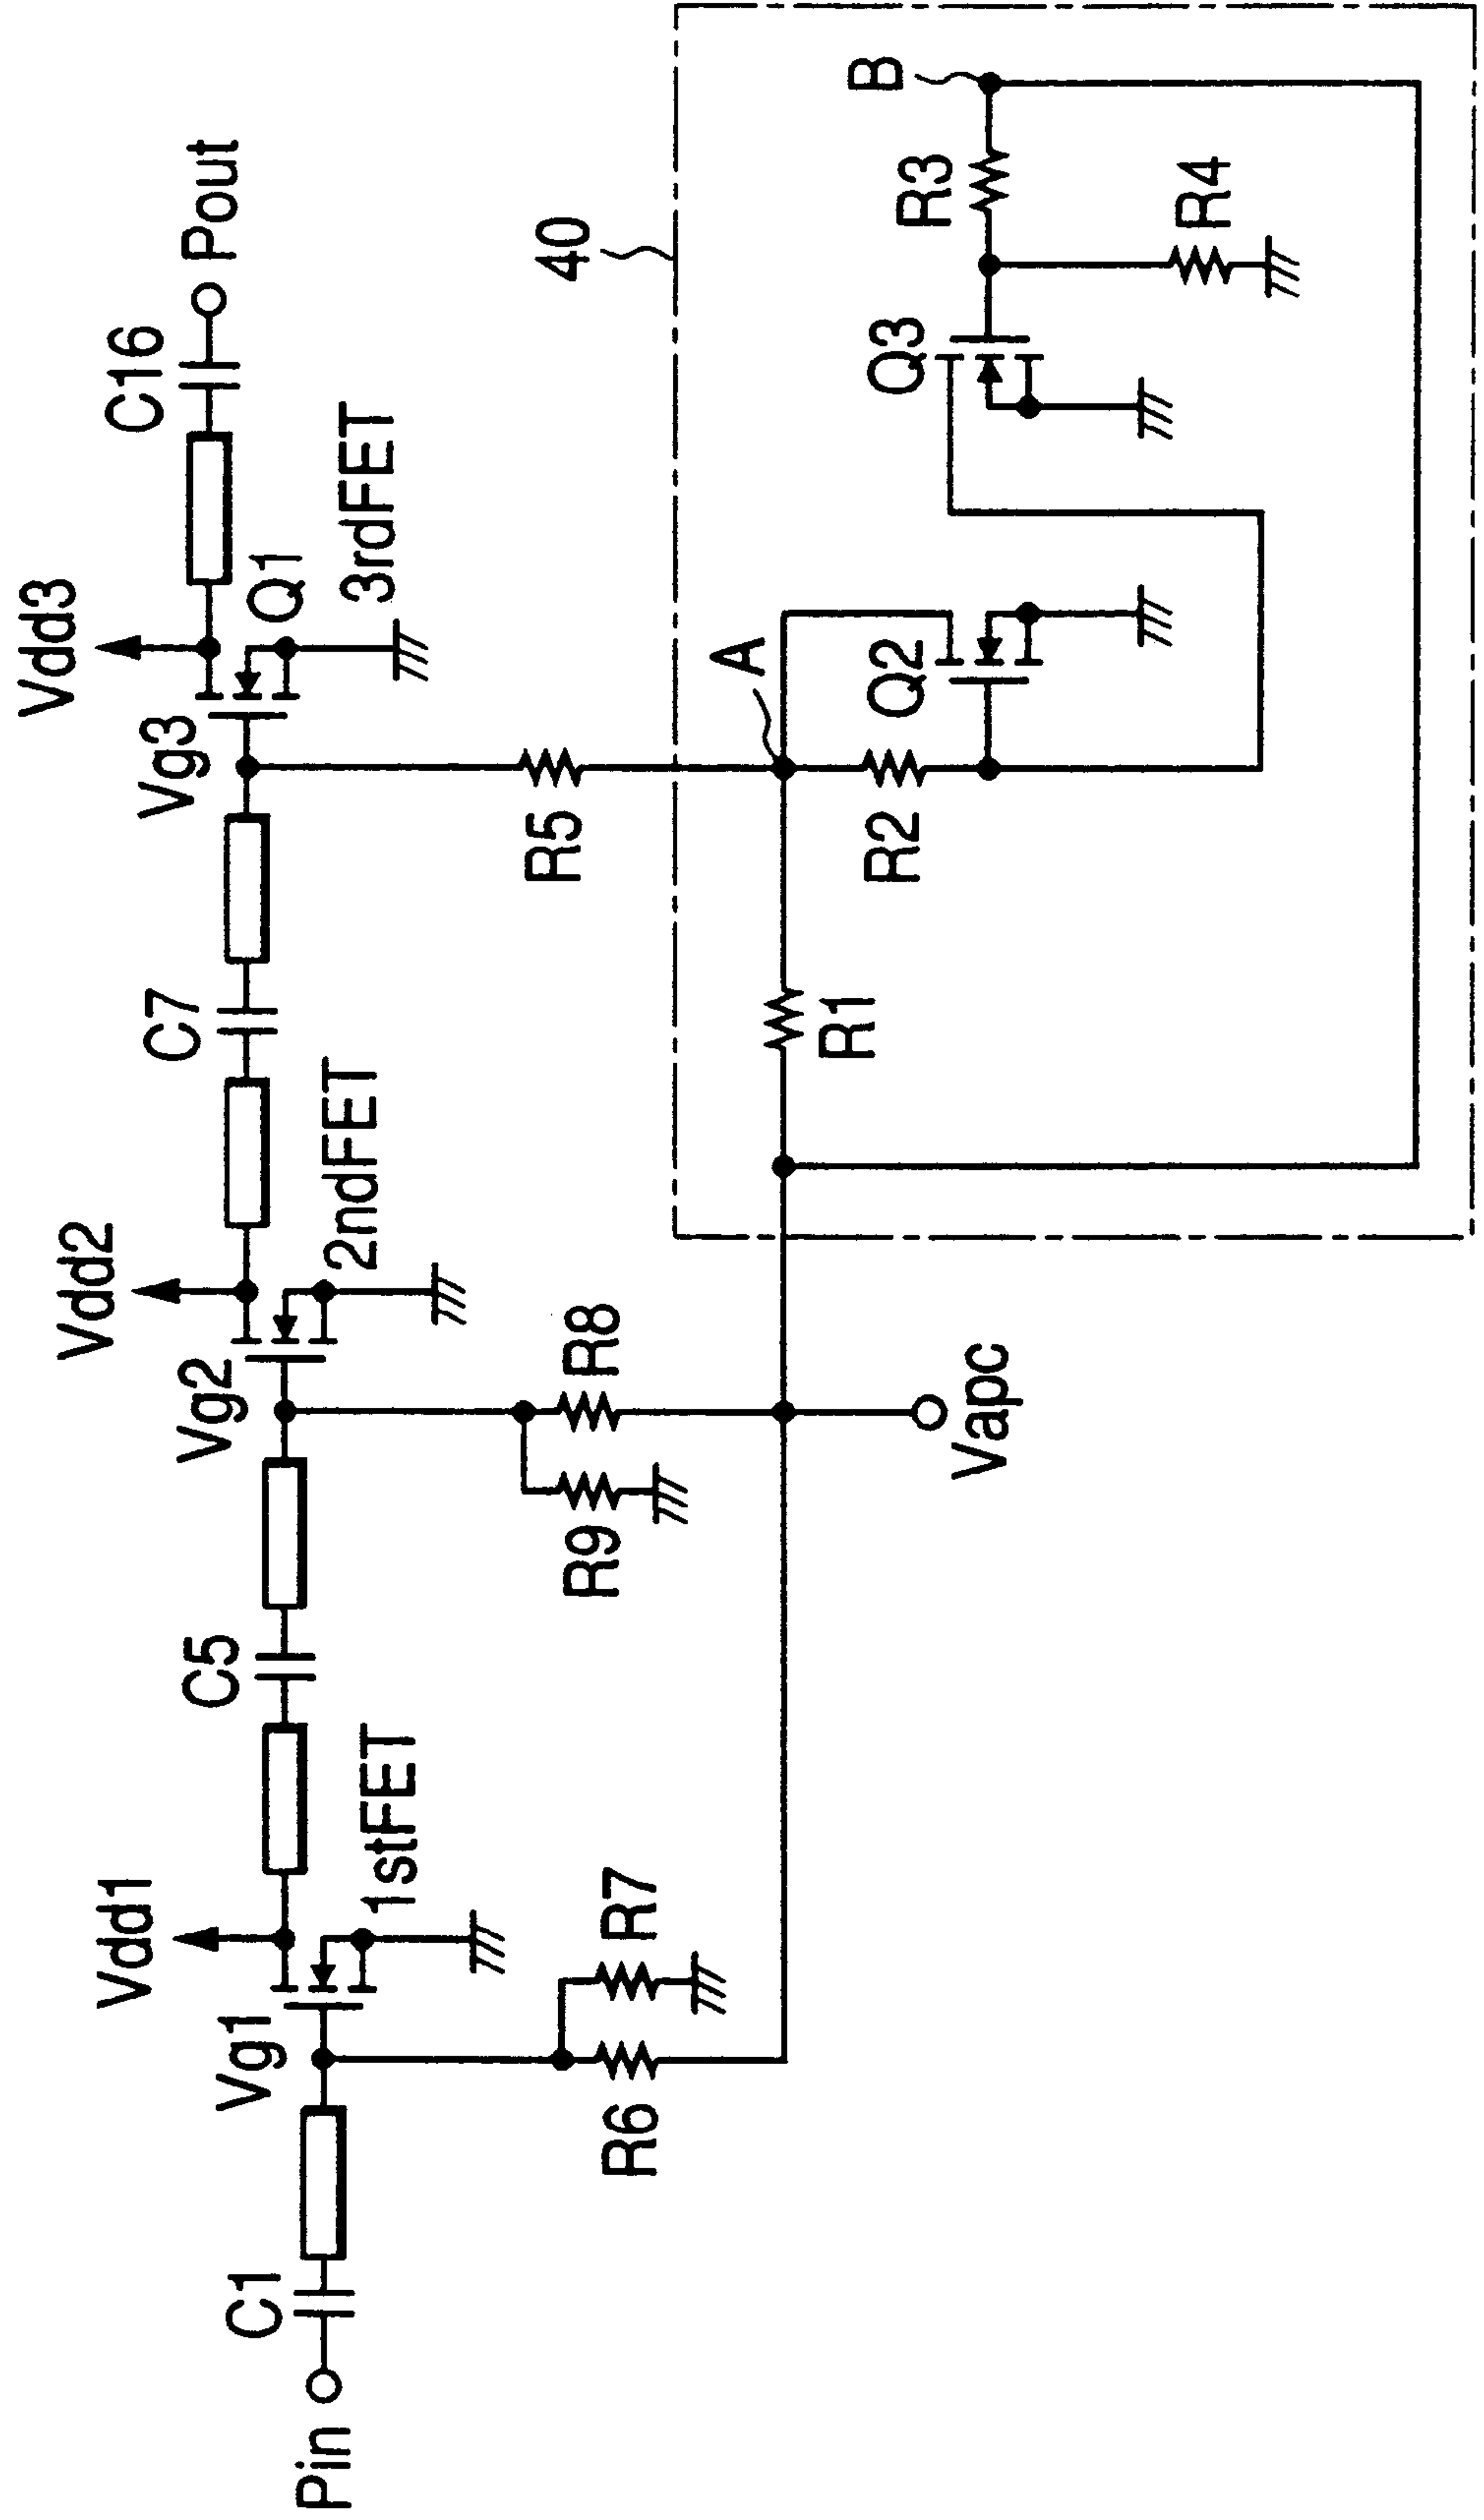 Vdd3
Pout
C16
Q1
3rdFET
Vg3
C7
Vdd2
2ndFET
Vg2
C5
Vdd1
1stFET
Vg1
C1
Pin
R5
R8
R9
R7
R6
Vapc
40
A
B
R1
R2
Q2
Q3
R3
R4